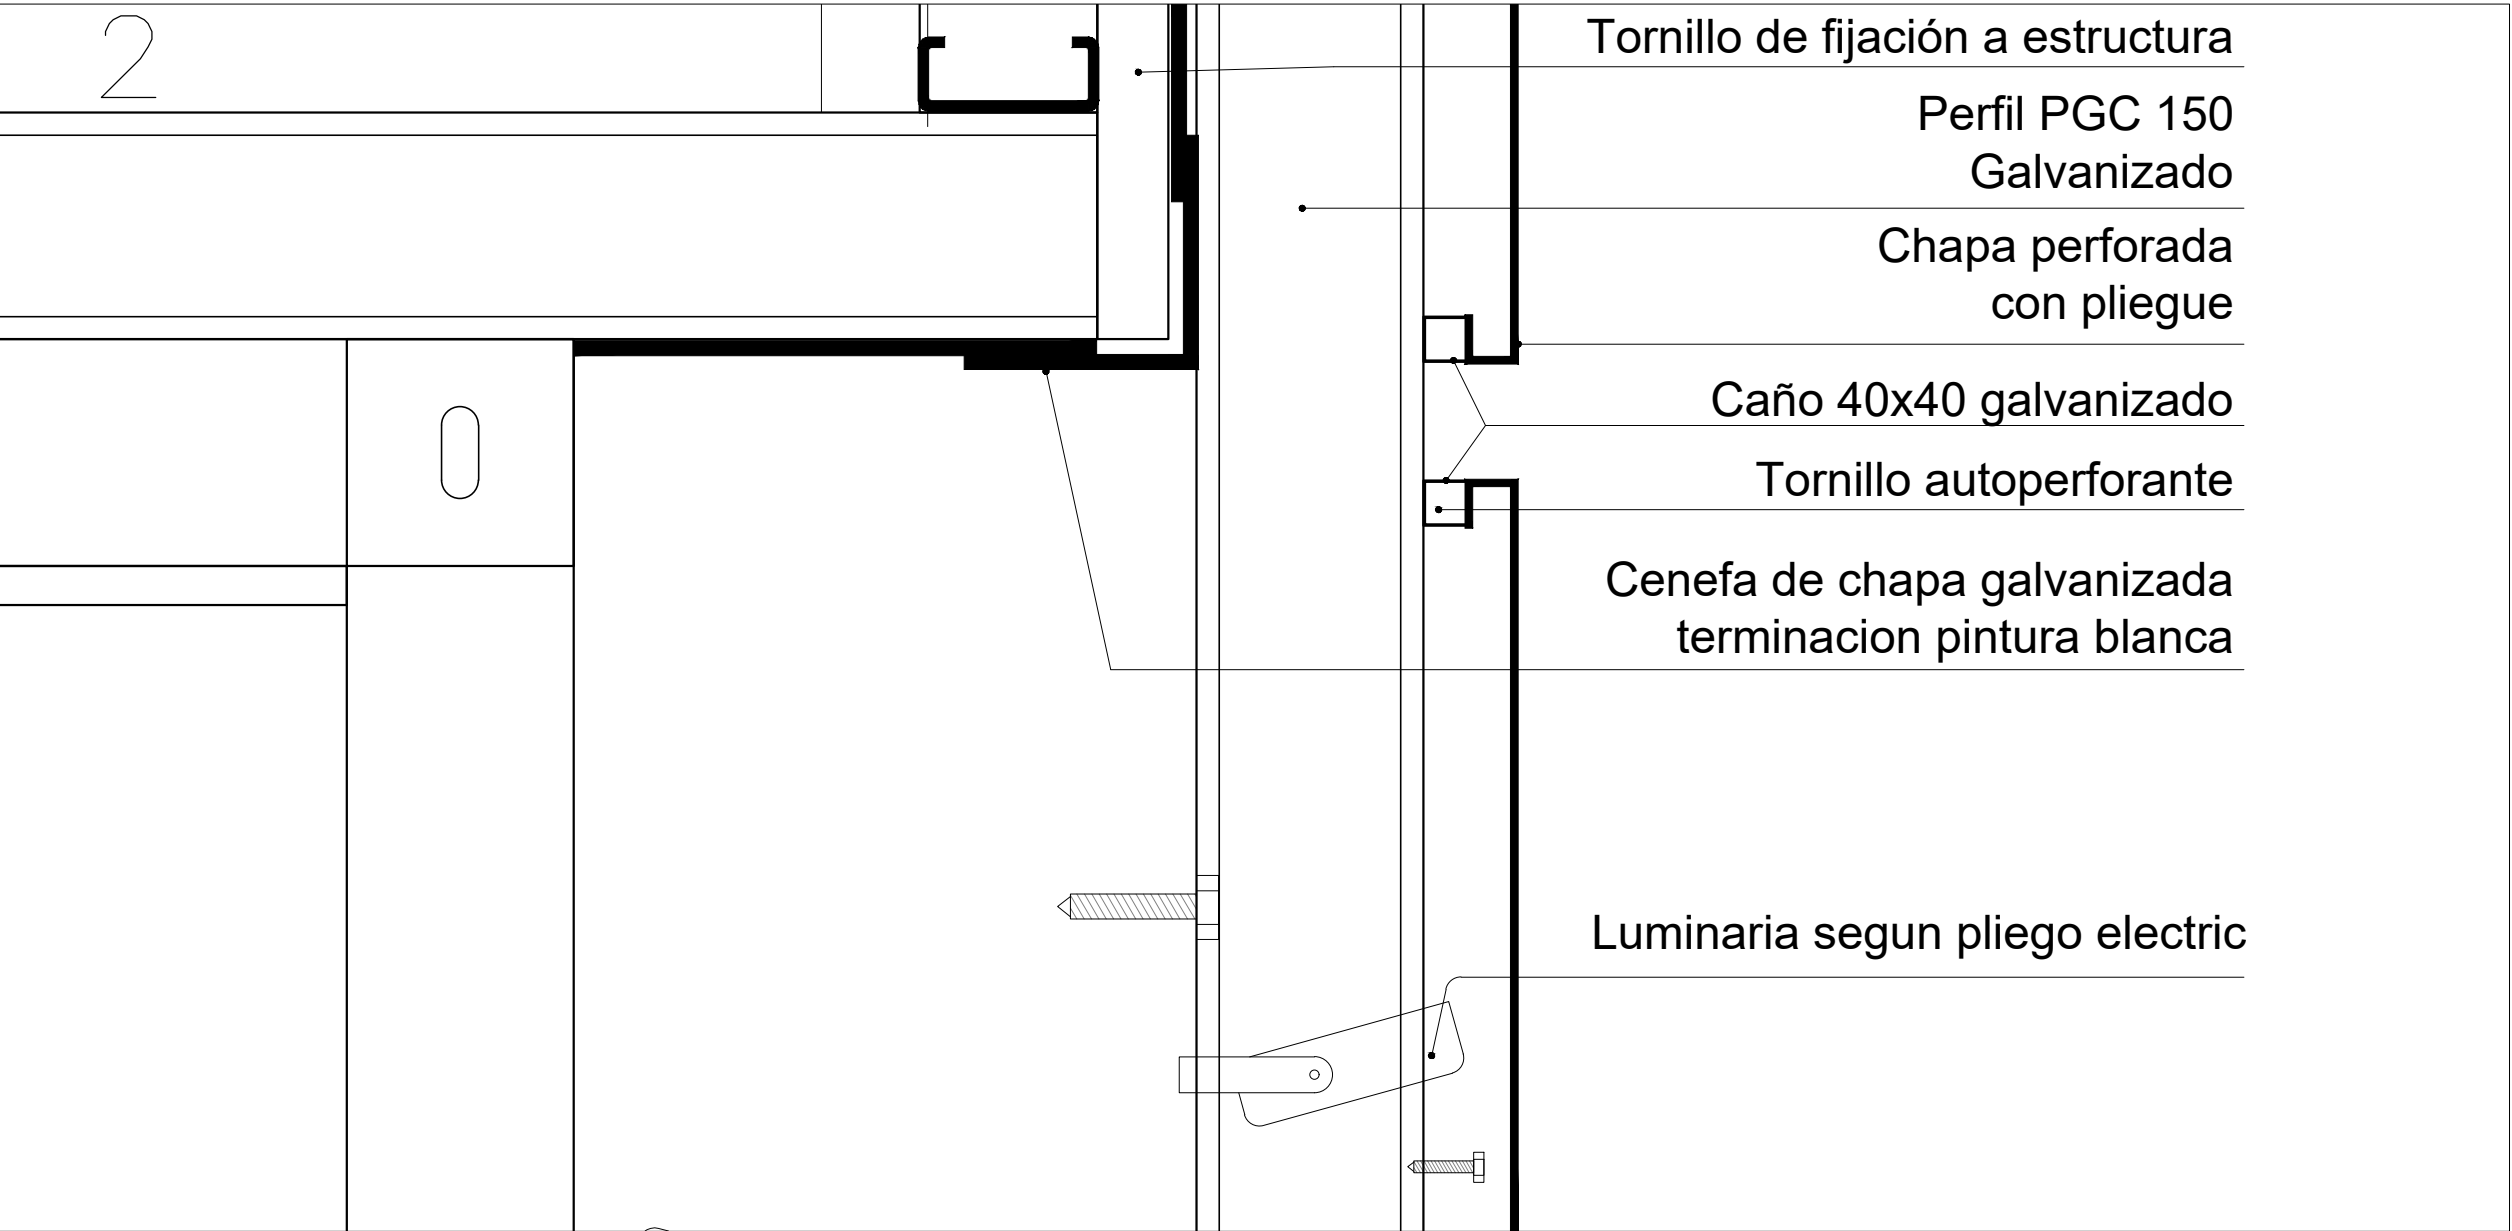 2
Tornillo de fijación a estructura
Perfil PGC 150
Galvanizado
Chapa perforada
con pliegue
Caño 40x40 galvanizado
Tornillo autoperforante
Cenefa de chapa galvanizada
terminacion pintura blanca
Luminaria segun pliego electric